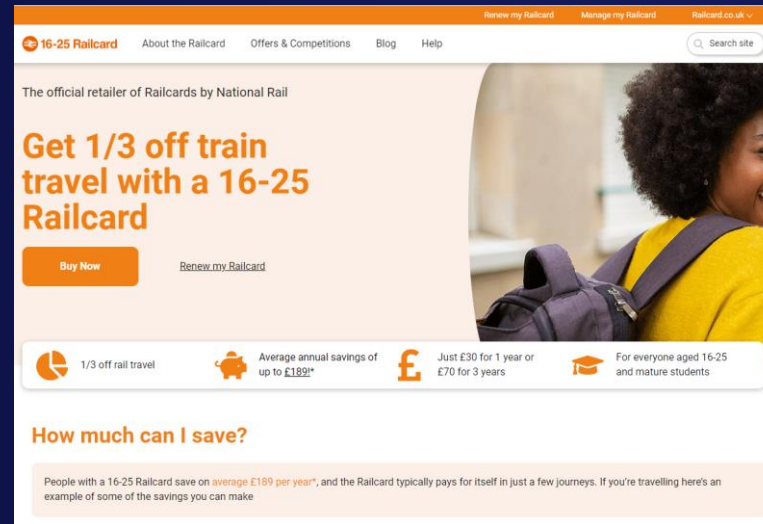 Renew my Railcard Manage my Railcard Railcard.co.uk
16-25 Railcard About the Railcard Offers & Competitions Blog Help Search site
The official retailer of Railcards by National Rail
Get 1/3 off train
travel with a 16-25
Railcard
Buy Now Renew my Railcard
1/3 off rail travel
Average annual savings of
up to £189!*
Just £30 for 1 year or
£70 for 3 years
For everyone aged 16-25
and mature students
How much can I save?
People with a 16-25 Railcard save on average £189 per year*, and the Railcard typically pays for itself in just a few journeys. If you're travelling here's an
example of some of the savings you can make